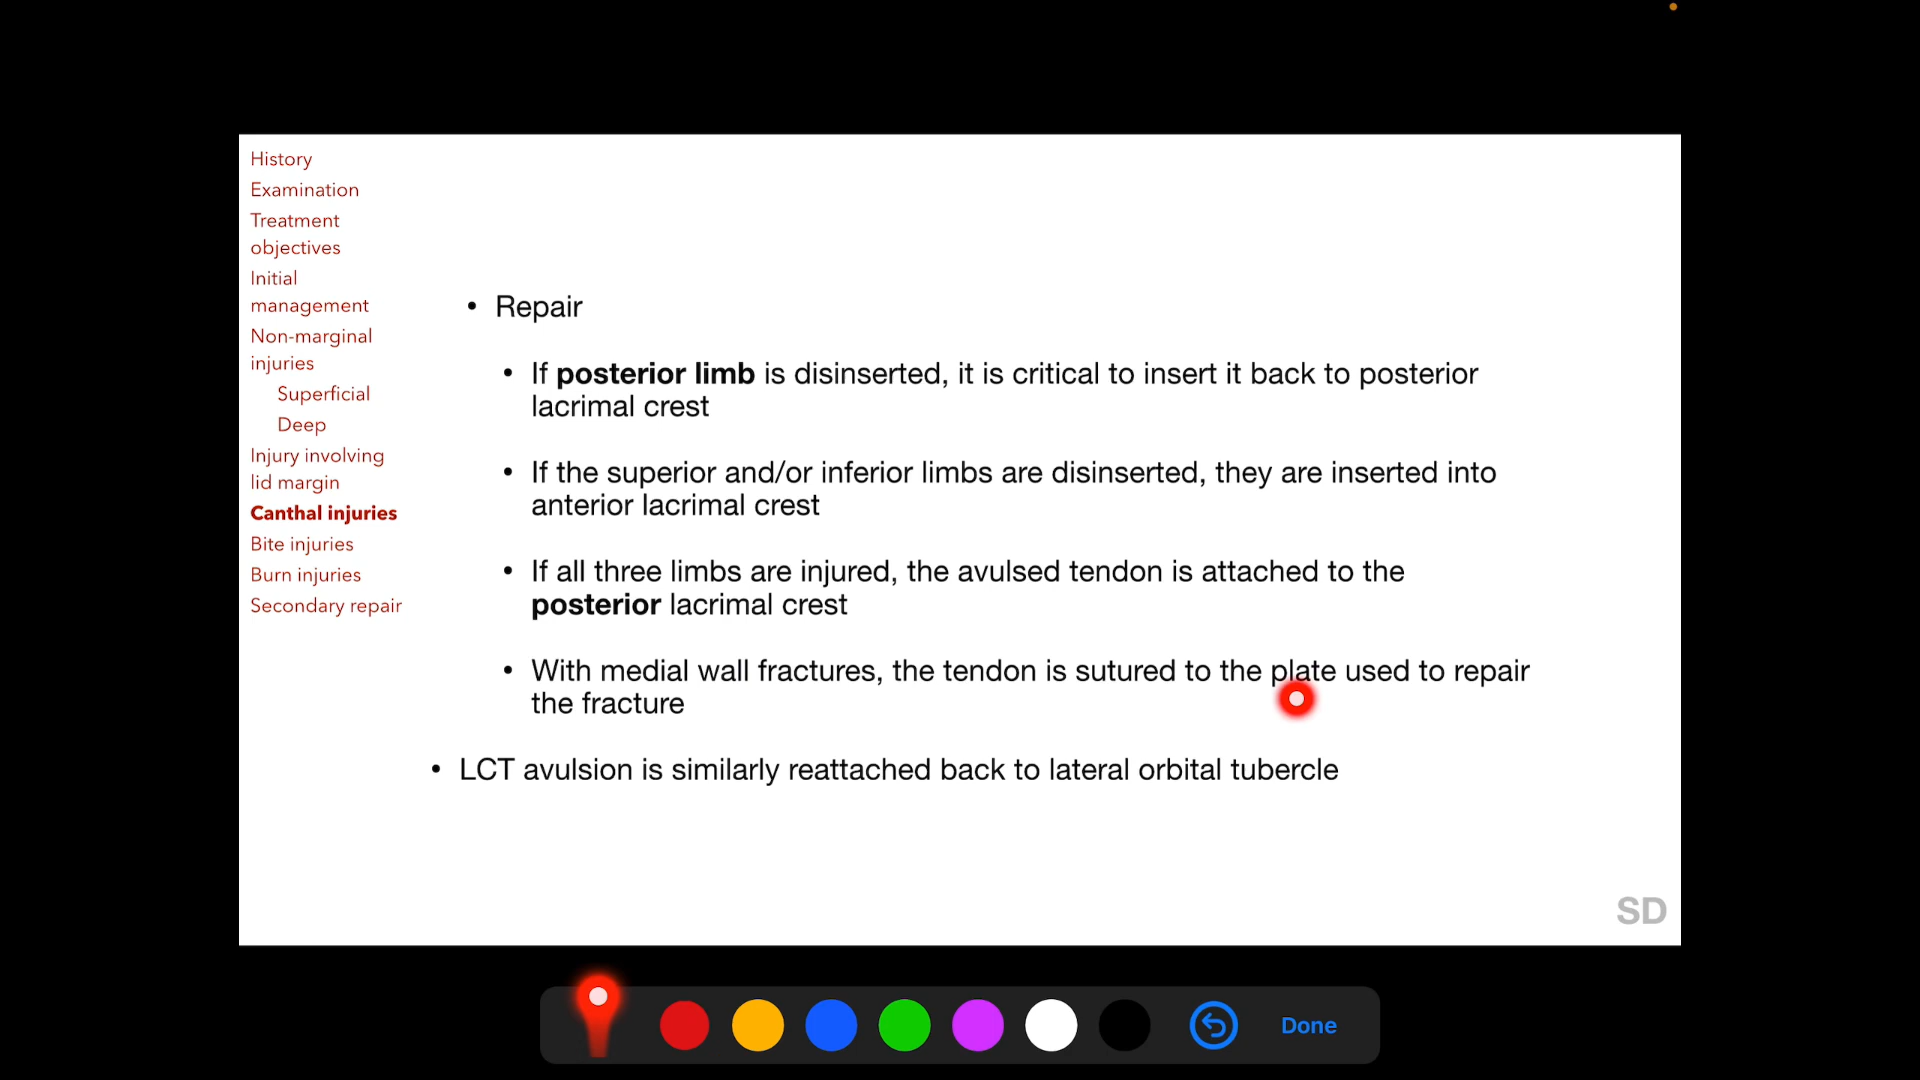 History
Examination
Treatment
objectives
Initial
management
Non-marginal
injuries
Superficial
Deep
Injury involving
lid margin
Canthal injuries
Bite injuries
Burn injuries
Secondary repair
• Repair
• If posterior limb is disinserted, it is critical to insert it back to posterior
lacrimal crest
• If the superior and/or inferior limbs are disinserted, they are inserted into
anterior lacrimal crest
• If all three limbs are injured, the avulsed tendon is attached to the
posterior lacrimal crest
• With medial wall fractures, the tendon is sutured to the plate used to repair
the fracture
• LCT avulsion is similarly reattached back to lateral orbital tubercle
SD
Done